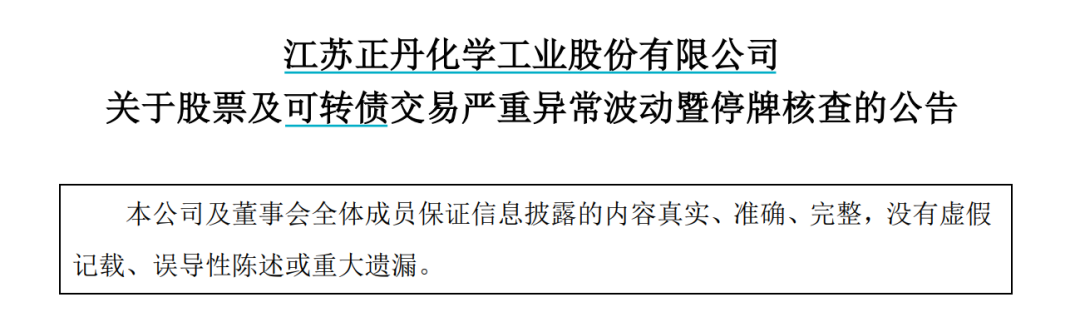 江苏正丹化学工业股份有限公司
关于股票及可转债交易严重异常波动暨停牌核查的公告
本公司及董事会全体成员保证信息披露的内容真实、准确、完整，没有虚假
记载、误导性陈述或重大遗漏。